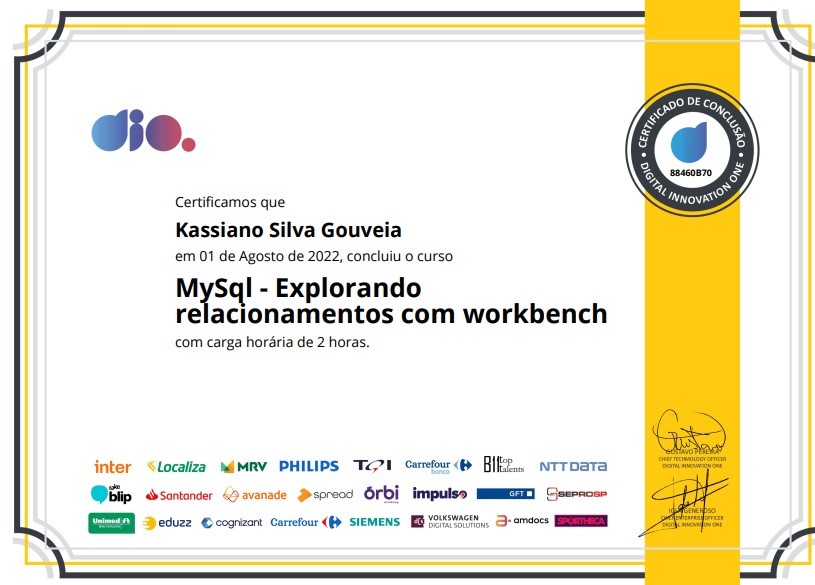 dio.
CERTIFICADO DE CONCLUSÃO
88460B70
DIGITAL INNOVATION ONE
Certificamos que
Kassiano Silva Gouveia
em 01 de Agosto de 2022, concluiu o curso
MySql - Explorando
relacionamentos com workbench
com carga horária de 2 horas.
GUSTAVO PEREIRA
CHIEF TECHNOLOGY OFFICER
DIGITAL INNOVATION ONE
inter Localiza MRV PHILIPS Carrefour banco BH top talents NTT DATA
take blip Santander avanade spread órbi impulso GFT SEPROSP
Unimed eduzz cognizant Carrefour SIEMENS VOLKSWAGEN DIGITAL SOLUTIONS amdocs SPORTHECA
GENEROSO
CHIEF ENTERPRISE OFFICER
DIGITAL INNOVATION ONE